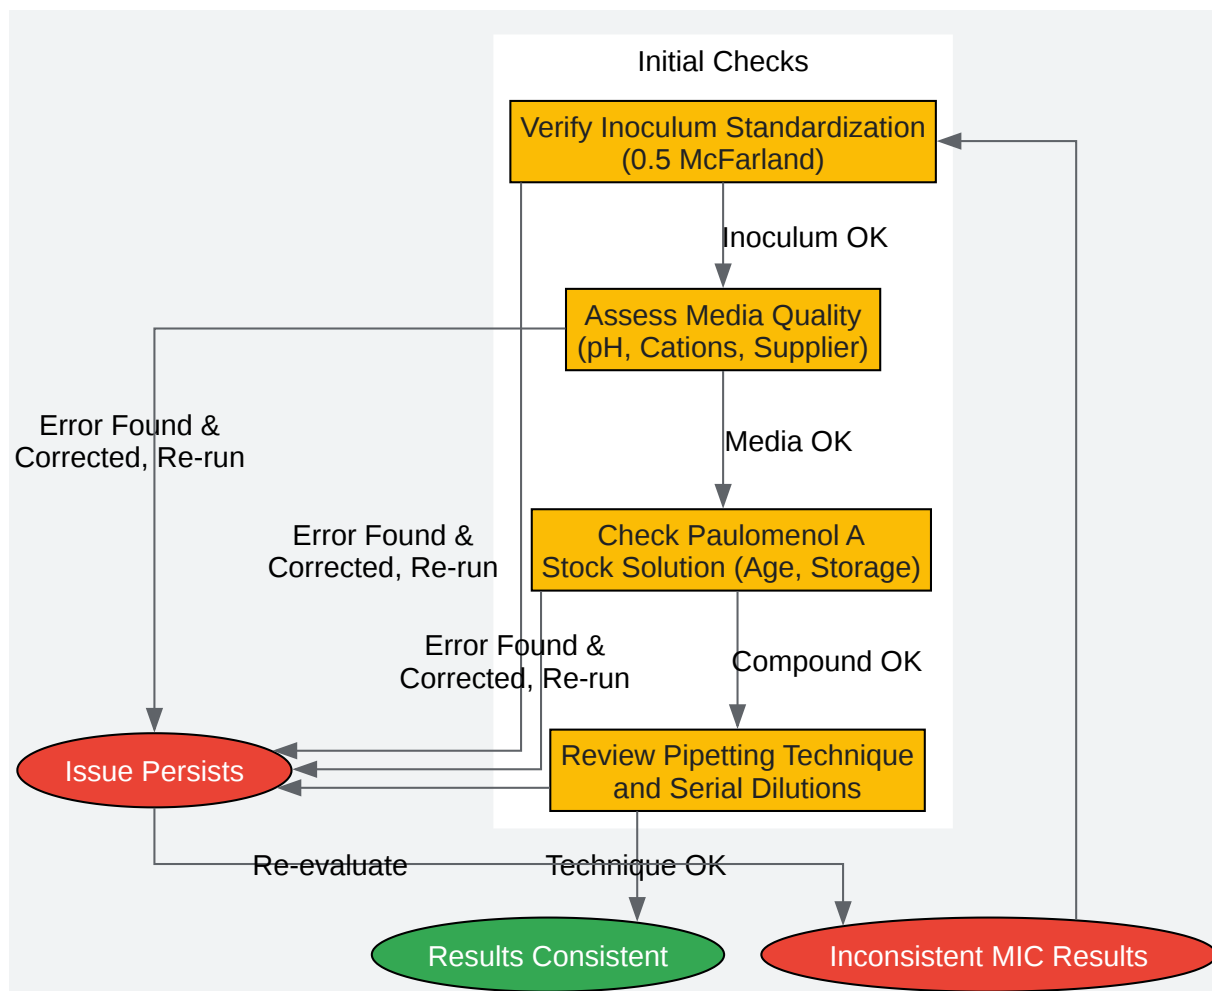 Initial Checks
Verify Inoculum Standardization
(0.5 McFarland)
Inoculum OK
Assess Media Quality
(pH, Cations, Supplier)
Error Found &
Corrected, Re-run
Media OK
Error Found &
Corrected, Re-run
Check Paulomenol A
Stock Solution (Age, Storage)
Error Found &
Corrected, Re-run
Compound OK
Issue Persists
Review Pipetting Technique
and Serial Dilutions
Re-evaluate
Technique OK
Results Consistent
Inconsistent MIC Results